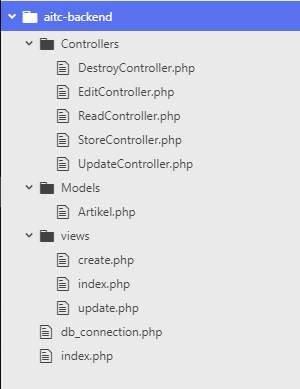 aitc-backend
Controllers
DestroyController.php
EditController.php
ReadController.php
StoreController.php
UpdateController.php
Models
Artikel.php
views
create.php
index.php
update.php
db_connection.php
index.php